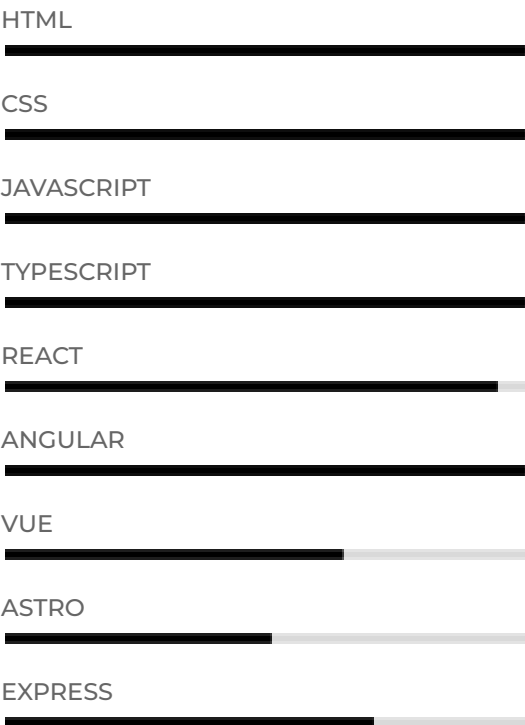 HTML
CSS
JAVASCRIPT
TYPESCRIPT
REACT
ANGULAR
VUE
ASTRO
EXPRESS